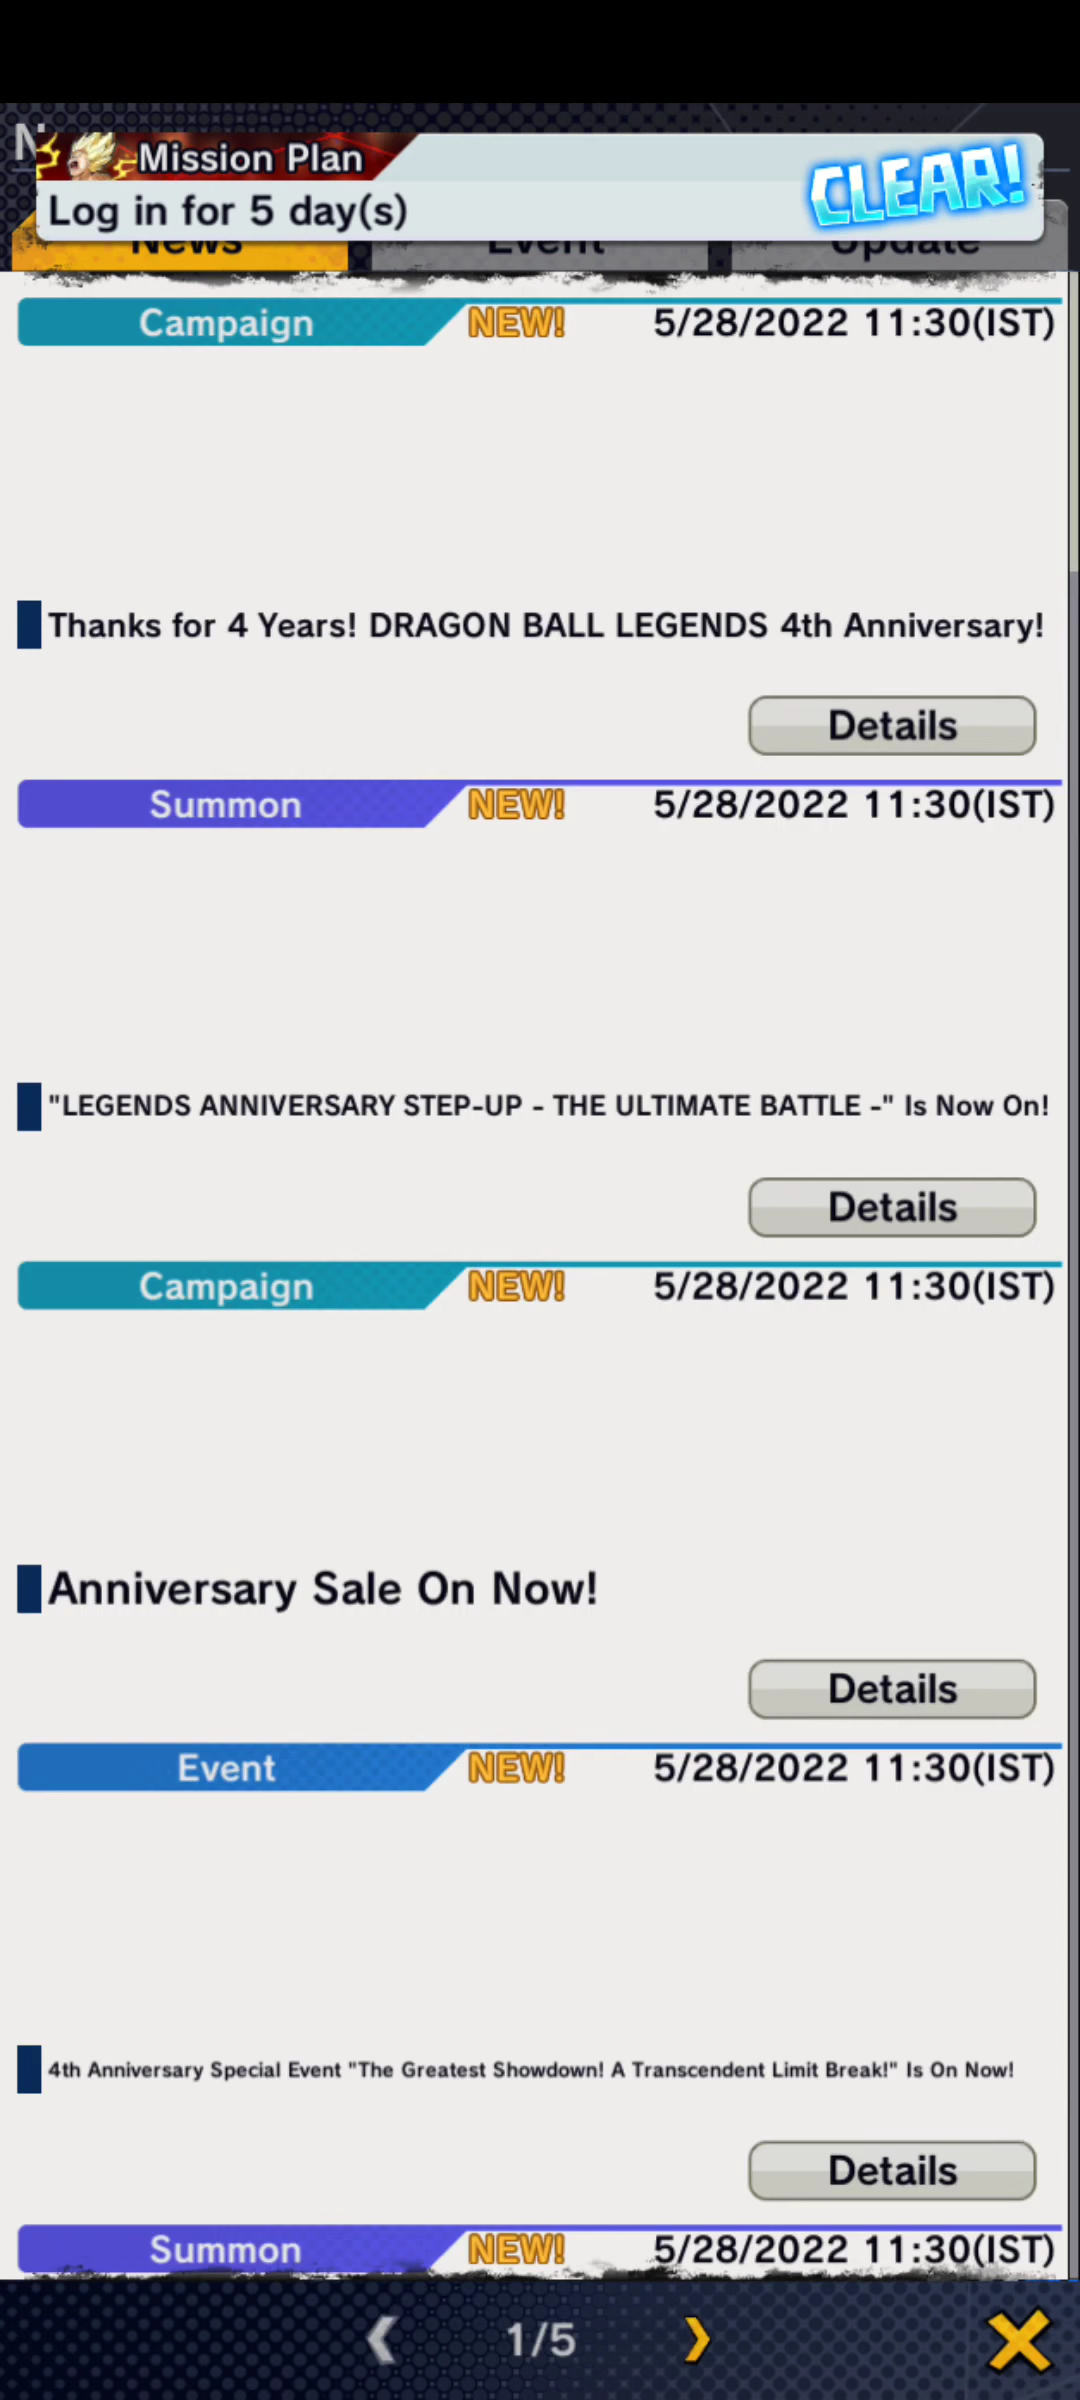 Mission Plan
CLEAR!
Log in for 5 day(s)
News
Event
Update
Campaign NEW! 5/28/2022 11:30(IST)
Thanks for 4 Years! DRAGON BALL LEGENDS 4th Anniversary!
Details
Summon NEW! 5/28/2022 11:30(IST)
"LEGENDS ANNIVERSARY STEP-UP - THE ULTIMATE BATTLE -" Is Now On!
Details
Campaign NEW! 5/28/2022 11:30(IST)
Anniversary Sale On Now!
Details
Event NEW! 5/28/2022 11:30(IST)
4th Anniversary Special Event "The Greatest Showdown! A Transcendent Limit Break!" Is On Now!
Details
Summon NEW! 5/28/2022 11:30(IST)
1/5